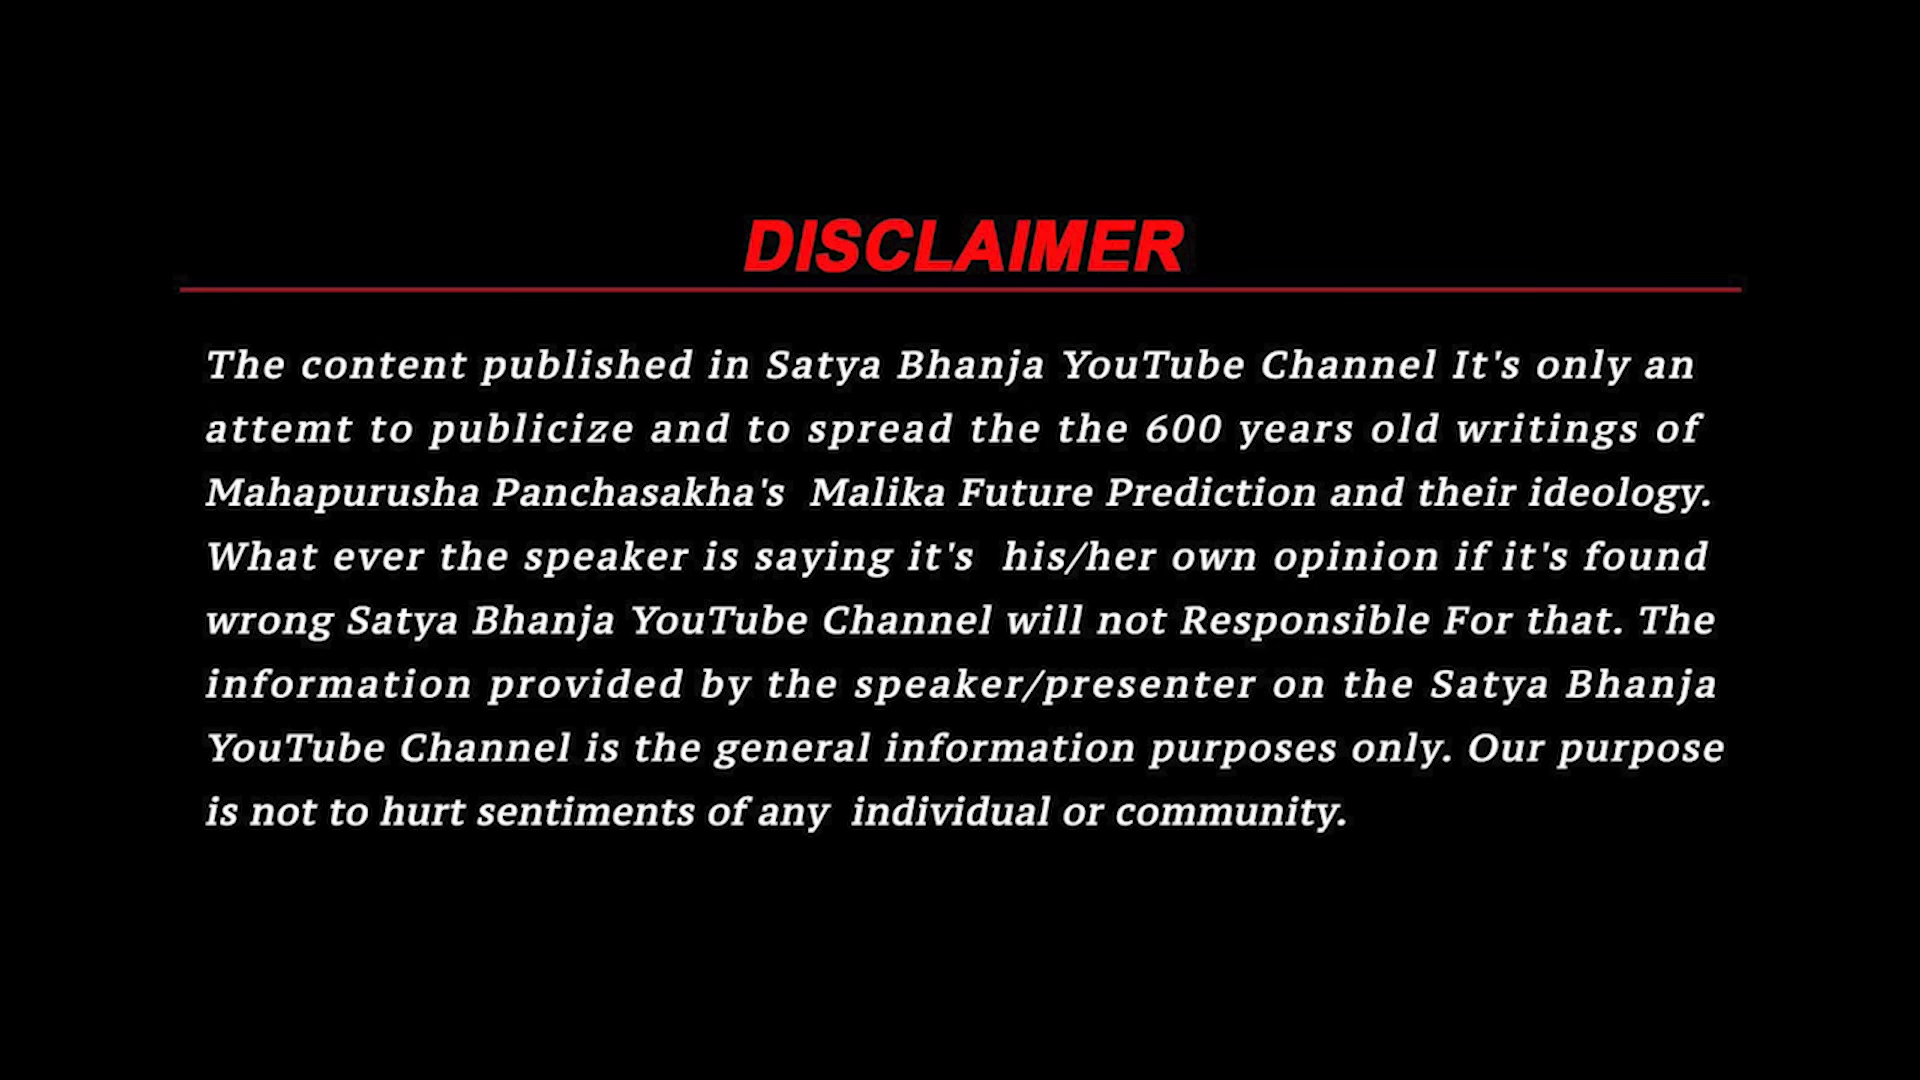 DISCLAIMER
The content published in Satya Bhanja YouTube Channel It's only an
attemt to publicize and to spread the the 600 years old writings of
Mahapurusha Panchasakha's  Malika Future Prediction and their ideology.
What ever the speaker is saying it's  his/her own opinion if it's found
wrong Satya Bhanja YouTube Channel will not Responsible For that. The
information provided by the speaker/presenter on the Satya Bhanja
YouTube Channel is the general information purposes only. Our purpose
is not to hurt sentiments of any  individual or community.